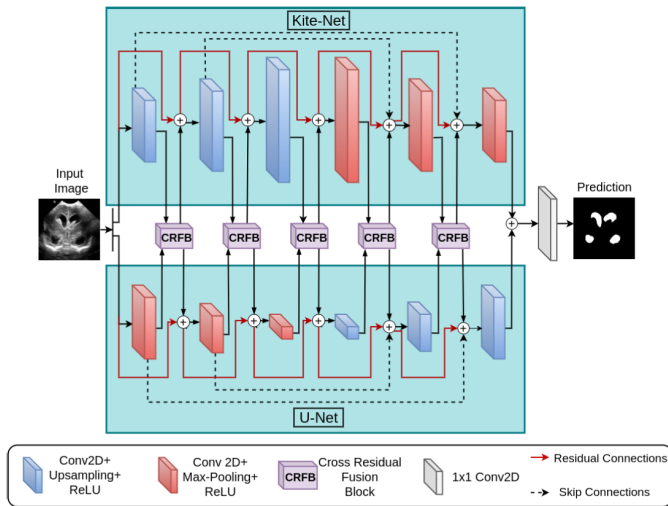 Kite-Net
Input
Image
Prediction
CRFB
CRFB
CRFB
CRFB
CRFB
U-Net
Conv2D+
Upsampling+
ReLU
Conv 2D+
Max-Pooling+
ReLU
CRFB
Cross Residual
Fusion
Block
1x1 Conv2D
Residual Connections
Skip Connections